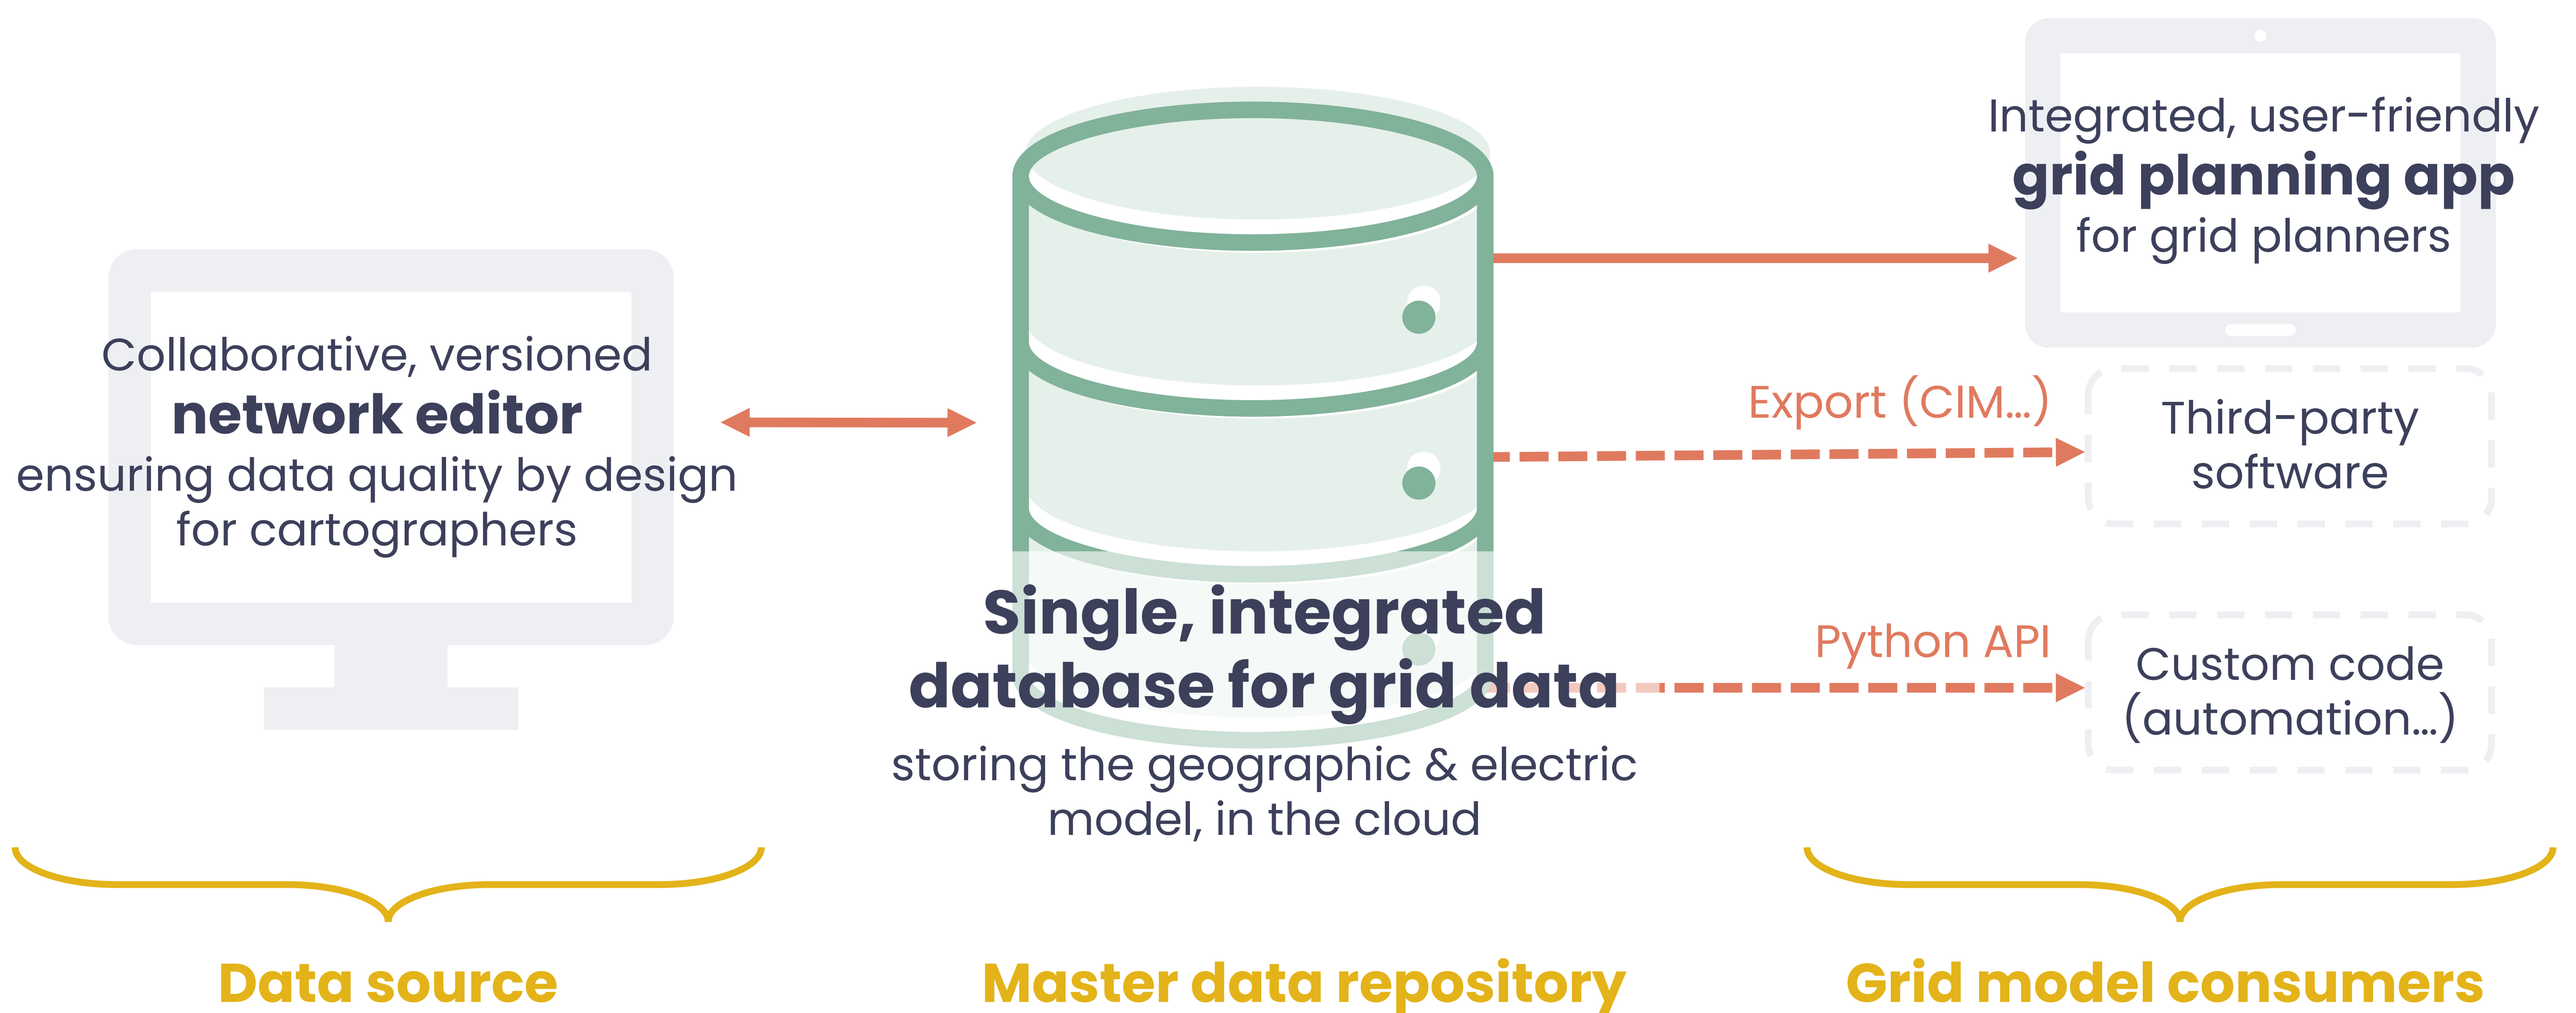 Collaborative, versioned
network editor
ensuring data quality by design
for cartographers
Single, integrated
database for grid data
storing the geographic & electric
model, in the cloud
Integrated, user-friendly
grid planning app
for grid planners
Export (CIM...)
Third-party
software
Python API
Custom code
(automation...)
Data source
Master data repository
Grid model consumers